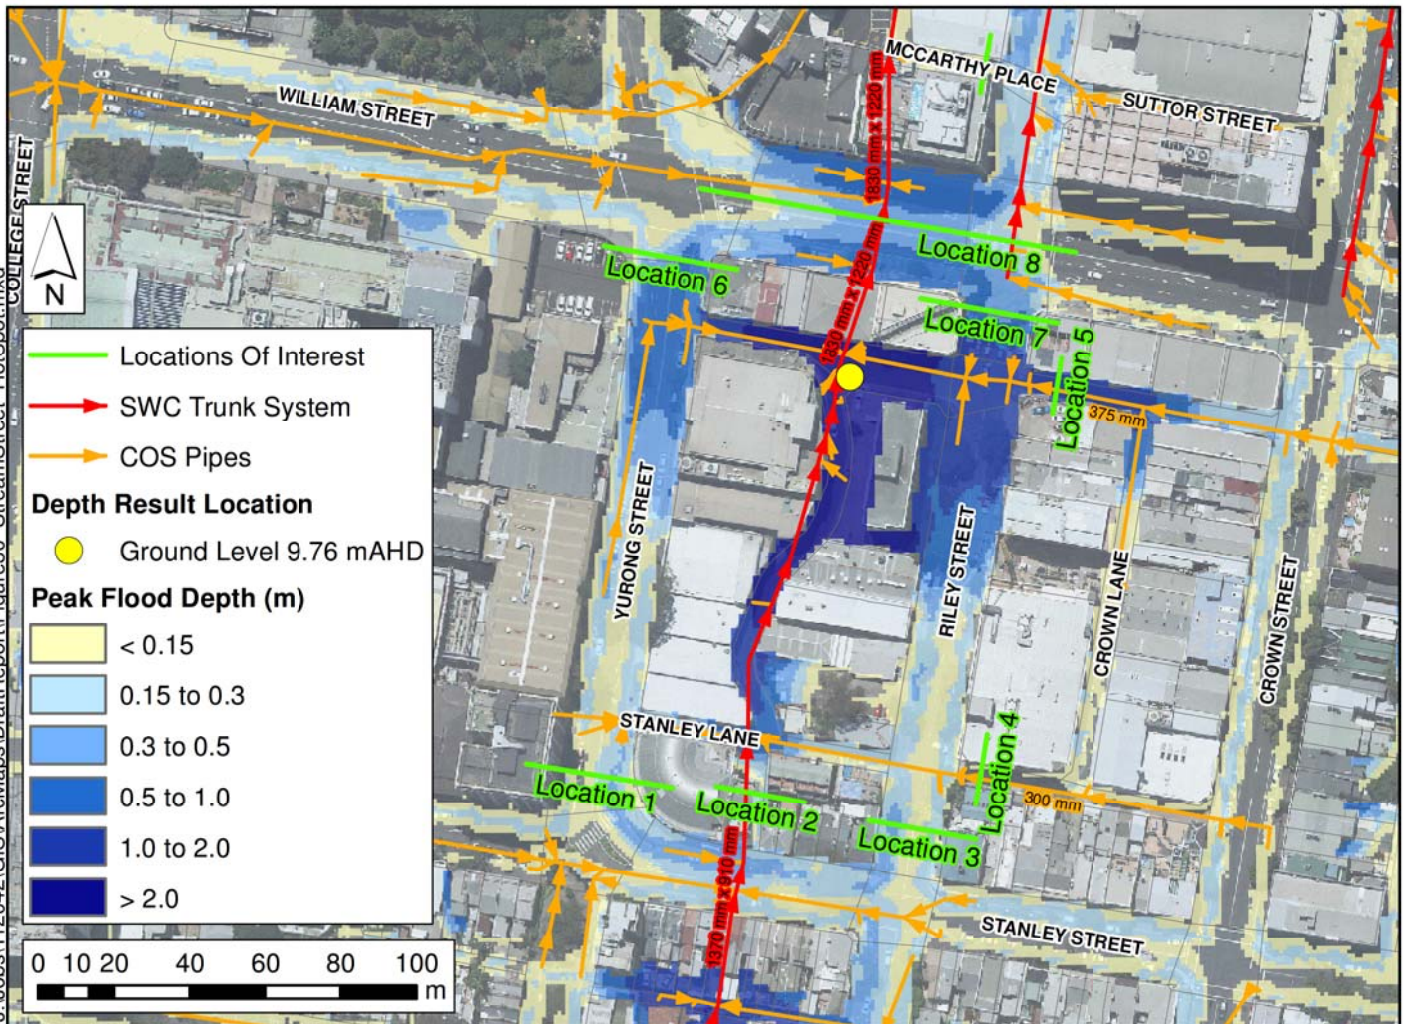 MCCARTHY PLACE
WILLIAM STREET
SUTTOR STREET
1830 mm x 1220 mm
COLLEGE STREET
N
Location 8
Location 6
1830 mm x 1220 mm
Location 7
Location 5
375 mm
Locations Of Interest
SWC Trunk System
COS Pipes
Depth Result Location
Ground Level 9.76 mAHD
Peak Flood Depth (m)
< 0.15
0.15 to 0.3
0.3 to 0.5
0.5 to 1.0
1.0 to 2.0
> 2.0
0 10 20 40 60 80 100
m
YURONG STREET
RILEY STREET
CROWN LANE
CROWN STREET
STANLEY LANE
Location 4
300 mm
Location 1
Location 2
Location 3
1370 mm x 910 mm
STANLEY STREET